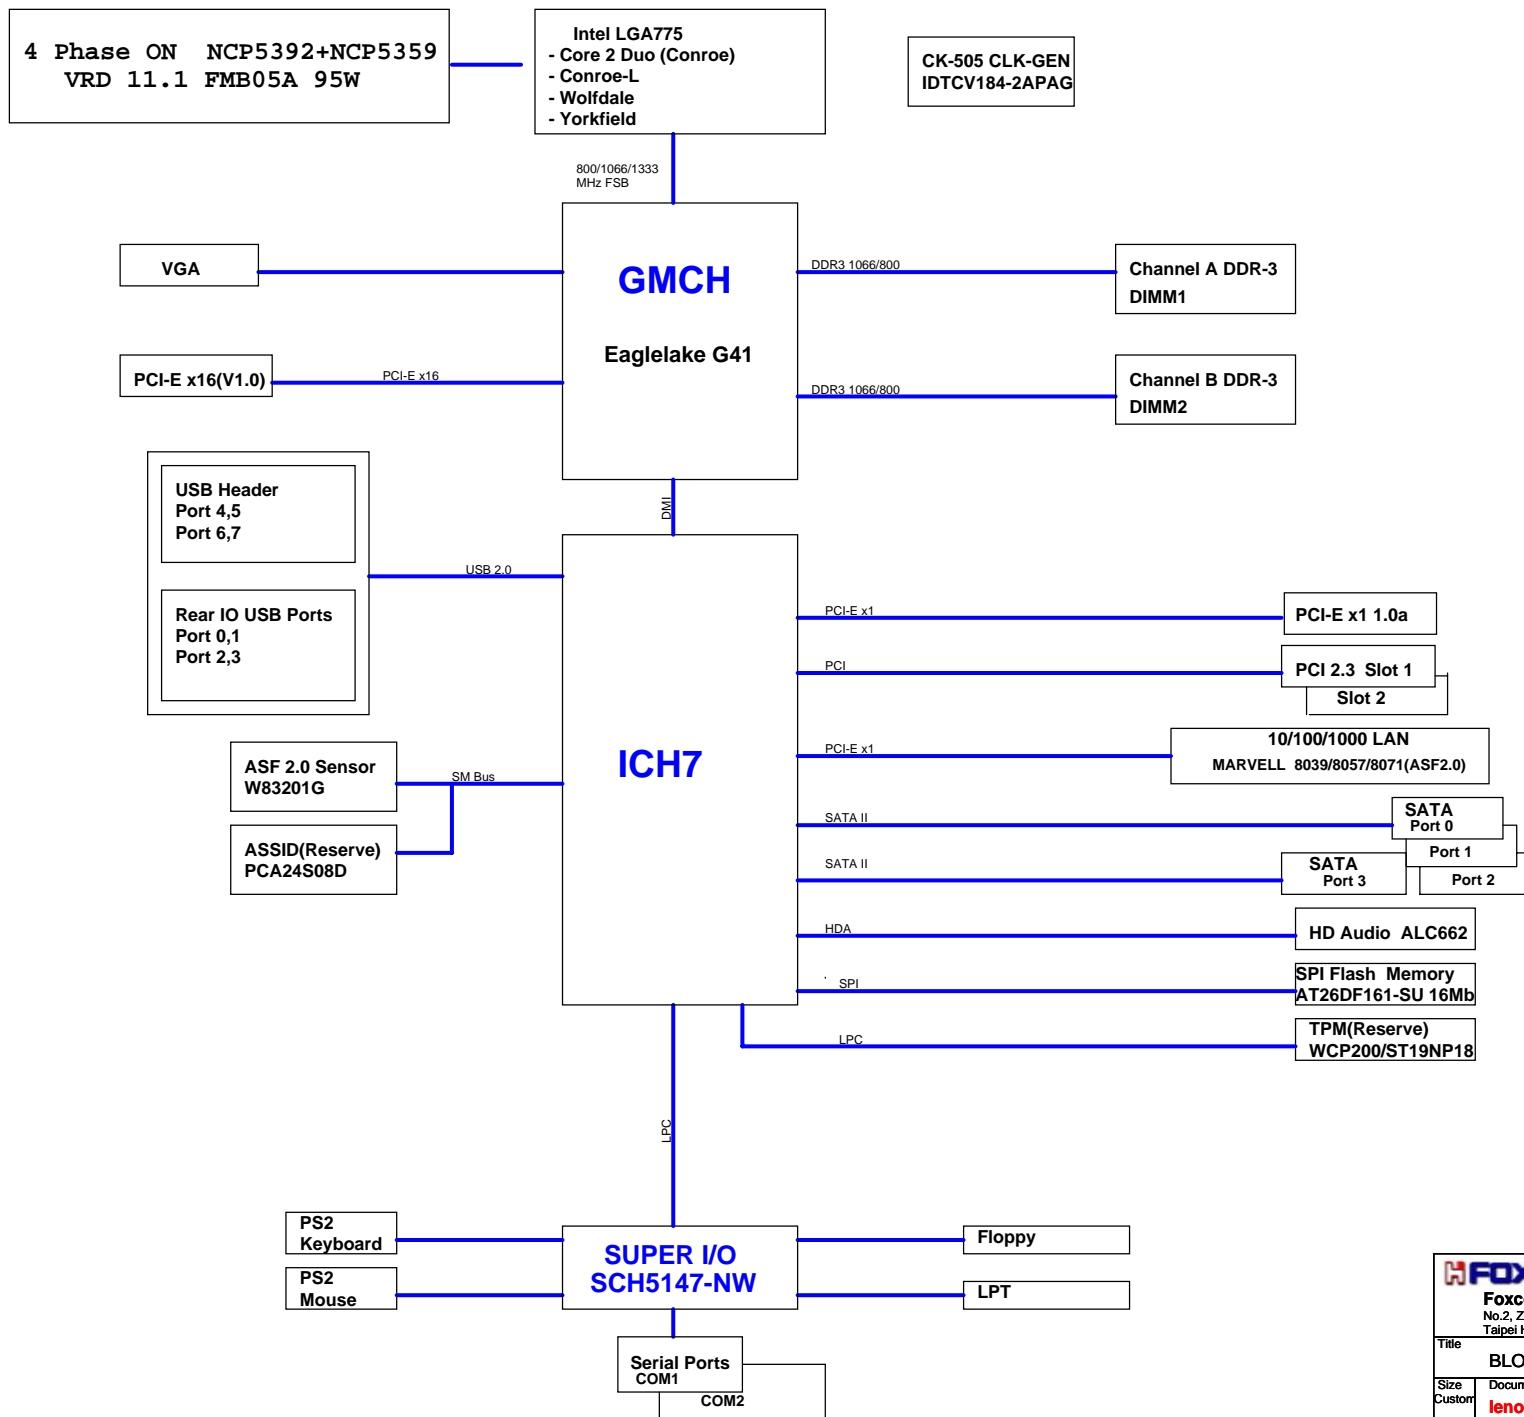 4 Phase ON NCP5392+NCP5359
VRD 11.1 FMB05A 95W
Intel LGA775
- Core 2 Duo (Conroe)
- Conroe-L
- Wolfdale
- Yorkfield
CK-505 CLK-GEN
IDTCV184-2APAG
800/1066/1333
MHz FSB
VGA
GMCH
Eaglelake G41
DDR3 1066/800
Channel A DDR-3
DIMM1
PCI-E x16(V1.0)
PCI-E x16
DDR3 1066/800
Channel B DDR-3
DIMM2
USB Header
Port 4,5
Port 6,7
DMI
USB 2.0
Rear IO USB Ports
Port 0,1
Port 2,3
ICH7
PCI-E x1
PCI-E x1 1.0a
PCI
PCI 2.3 Slot 1
Slot 2
PCI-E x1
10/100/1000 LAN
MARVELL 8039/8057/8071(ASF2.0)
ASF 2.0 Sensor
W83201G
SM Bus
ASSID(Reserve)
PCA24S08D
SATA II
SATA
Port 0
Port 1
Port 2
SATA II
SATA
Port 3
HDA
HD Audio ALC662
SPI
SPI Flash Memory
AT26DF161-SU 16Mb
LPC
TPM(Reserve)
WCP200/ST19NP18
LPC
PS2
Keyboard
PS2
Mouse
SUPER I/O
SCH5147-NW
Floppy
LPT
Serial Ports
COM1
COM2
FOX
Foxc
No.2, Z
Taipei H
Title
BLO
Size
Custom
Docum
leno